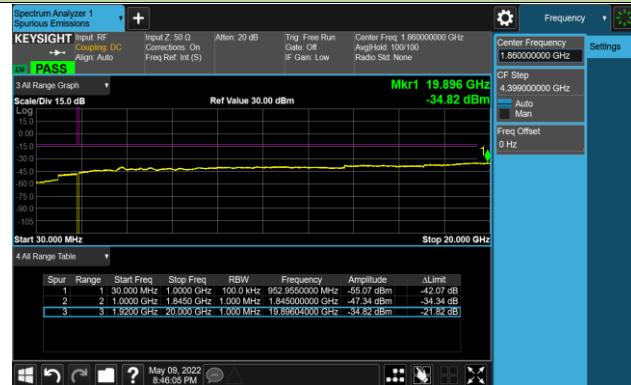 Spectrum Analyzer 1
Spurious Emissions
+
Frequency
KEYSIGHT
Input: RF
Coupling: DC
Align: Auto
Input Z: 50 Ω
Corrections: On
Freq Ref: Int (S)
Atten: 20 dB
Trig: Free Run
Gate: Off
IF Gain: Low
Center Freq: 1.860000000 GHz
Avg|Hold: 100/100
Radio Std: None
PASS
3 All Range Graph
Mkr1 19.896 GHz
Scale/Div 15.0 dB
Ref Value 30.00 dBm
-34.82 dBm
Log
15.0
0.00
-15.0
-30.0
-45.0
-60.0
-75.0
-90.0
-105
1
Start 30.000 MHz
Stop 20.000 GHz
4 All Range Table
Spur Range Start Freq Stop Freq RBW Frequency Amplitude ΔLimit
1 1 30.000 MHz 1.0000 GHz 100.0 kHz 952.9550000 MHz -55.07 dBm -42.07 dB
2 2 1.0000 GHz 1.8450 GHz 1.000 MHz 1.845000000 GHz -47.34 dBm -34.34 dB
3 3 1.9200 GHz 20.000 GHz 1.000 MHz 19.89604000 GHz -34.82 dBm -21.82 dB
Center Frequency
1.860000000 GHz
Settings
CF Step
4.399000000 GHz
Auto
Man
Freq Offset
0 Hz
?
May 09, 2022
8:46:05 PM